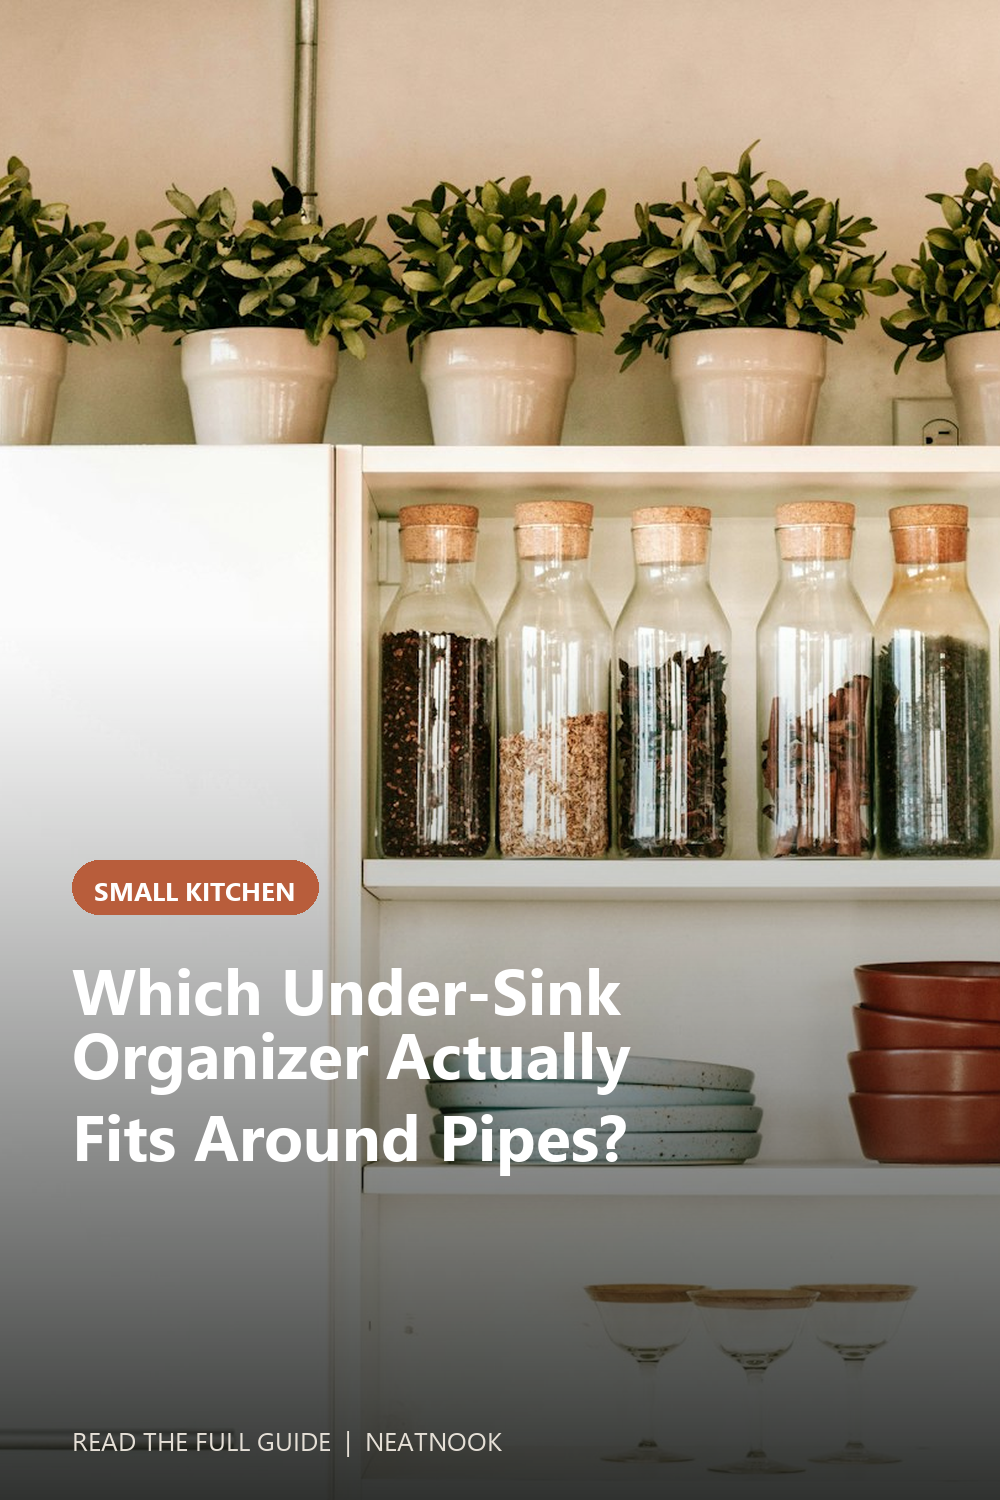 SMALL KITCHEN
Which Under-Sink
Organizer Actually
Fits Around Pipes?
READ THE FULL GUIDE | NEATNOOK